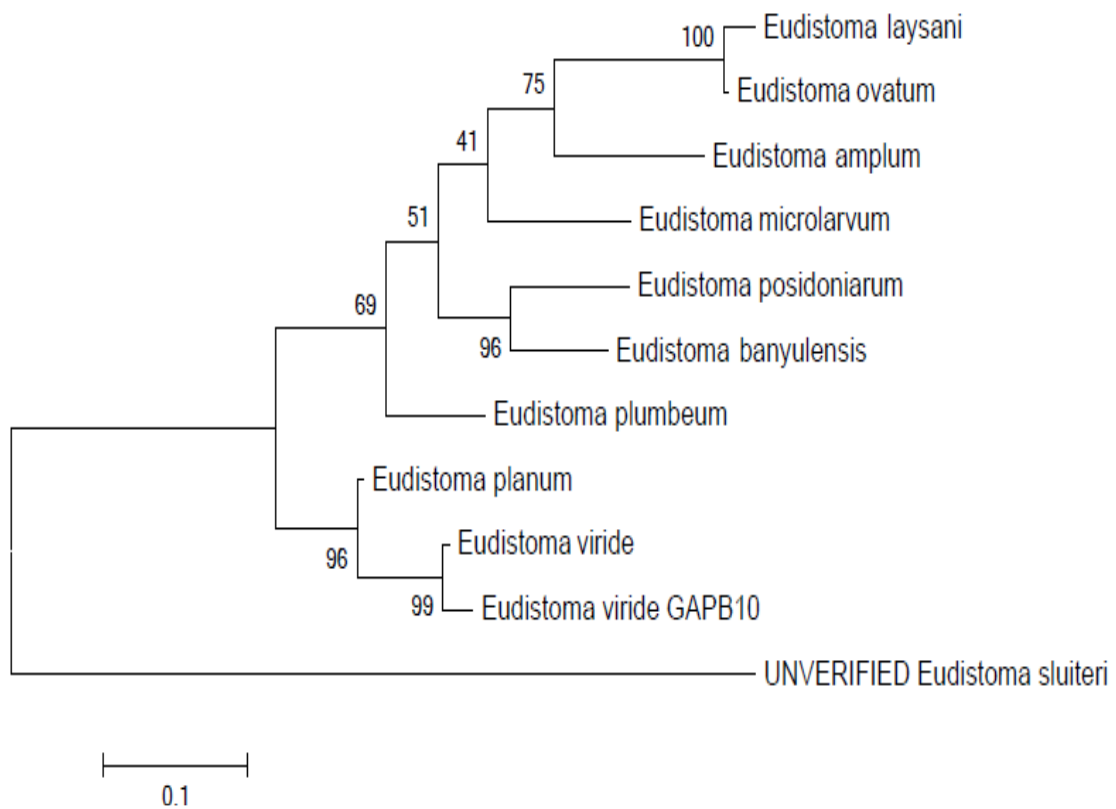 100
Eudistoma laysani
75
Eudistoma ovatum
41
Eudistoma amplum
51
Eudistoma microlarvum
69
Eudistoma posidoniarum
96
Eudistoma banyulensis
Eudistoma plumbeum
Eudistoma planum
96
Eudistoma viride
99
Eudistoma viride GAPB10
UNVERIFIED Eudistoma sluiteri
0.1